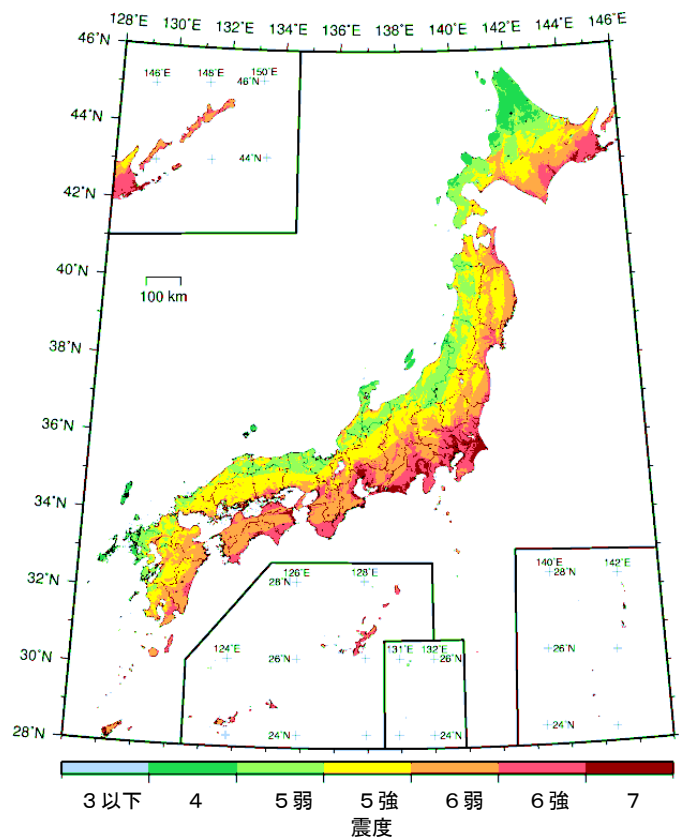 128°E 130°E 132°E 134°E 136°E 138°E 140°E 142°E 144°E 146°E
46°N
146°E 148°E 150°E
46°N
44°N
44°N
42°N
40°N
100 km
38°N
36°N
34°N
32°N
126°E 128°E
28°N
140°E 142°E
28°N
30°N
124°E
26°N
131°E 132°E
26°N
26°N
28°N
24°N
24°N
24°N
3以下 4 5弱 5強 6弱 6強 7
震度